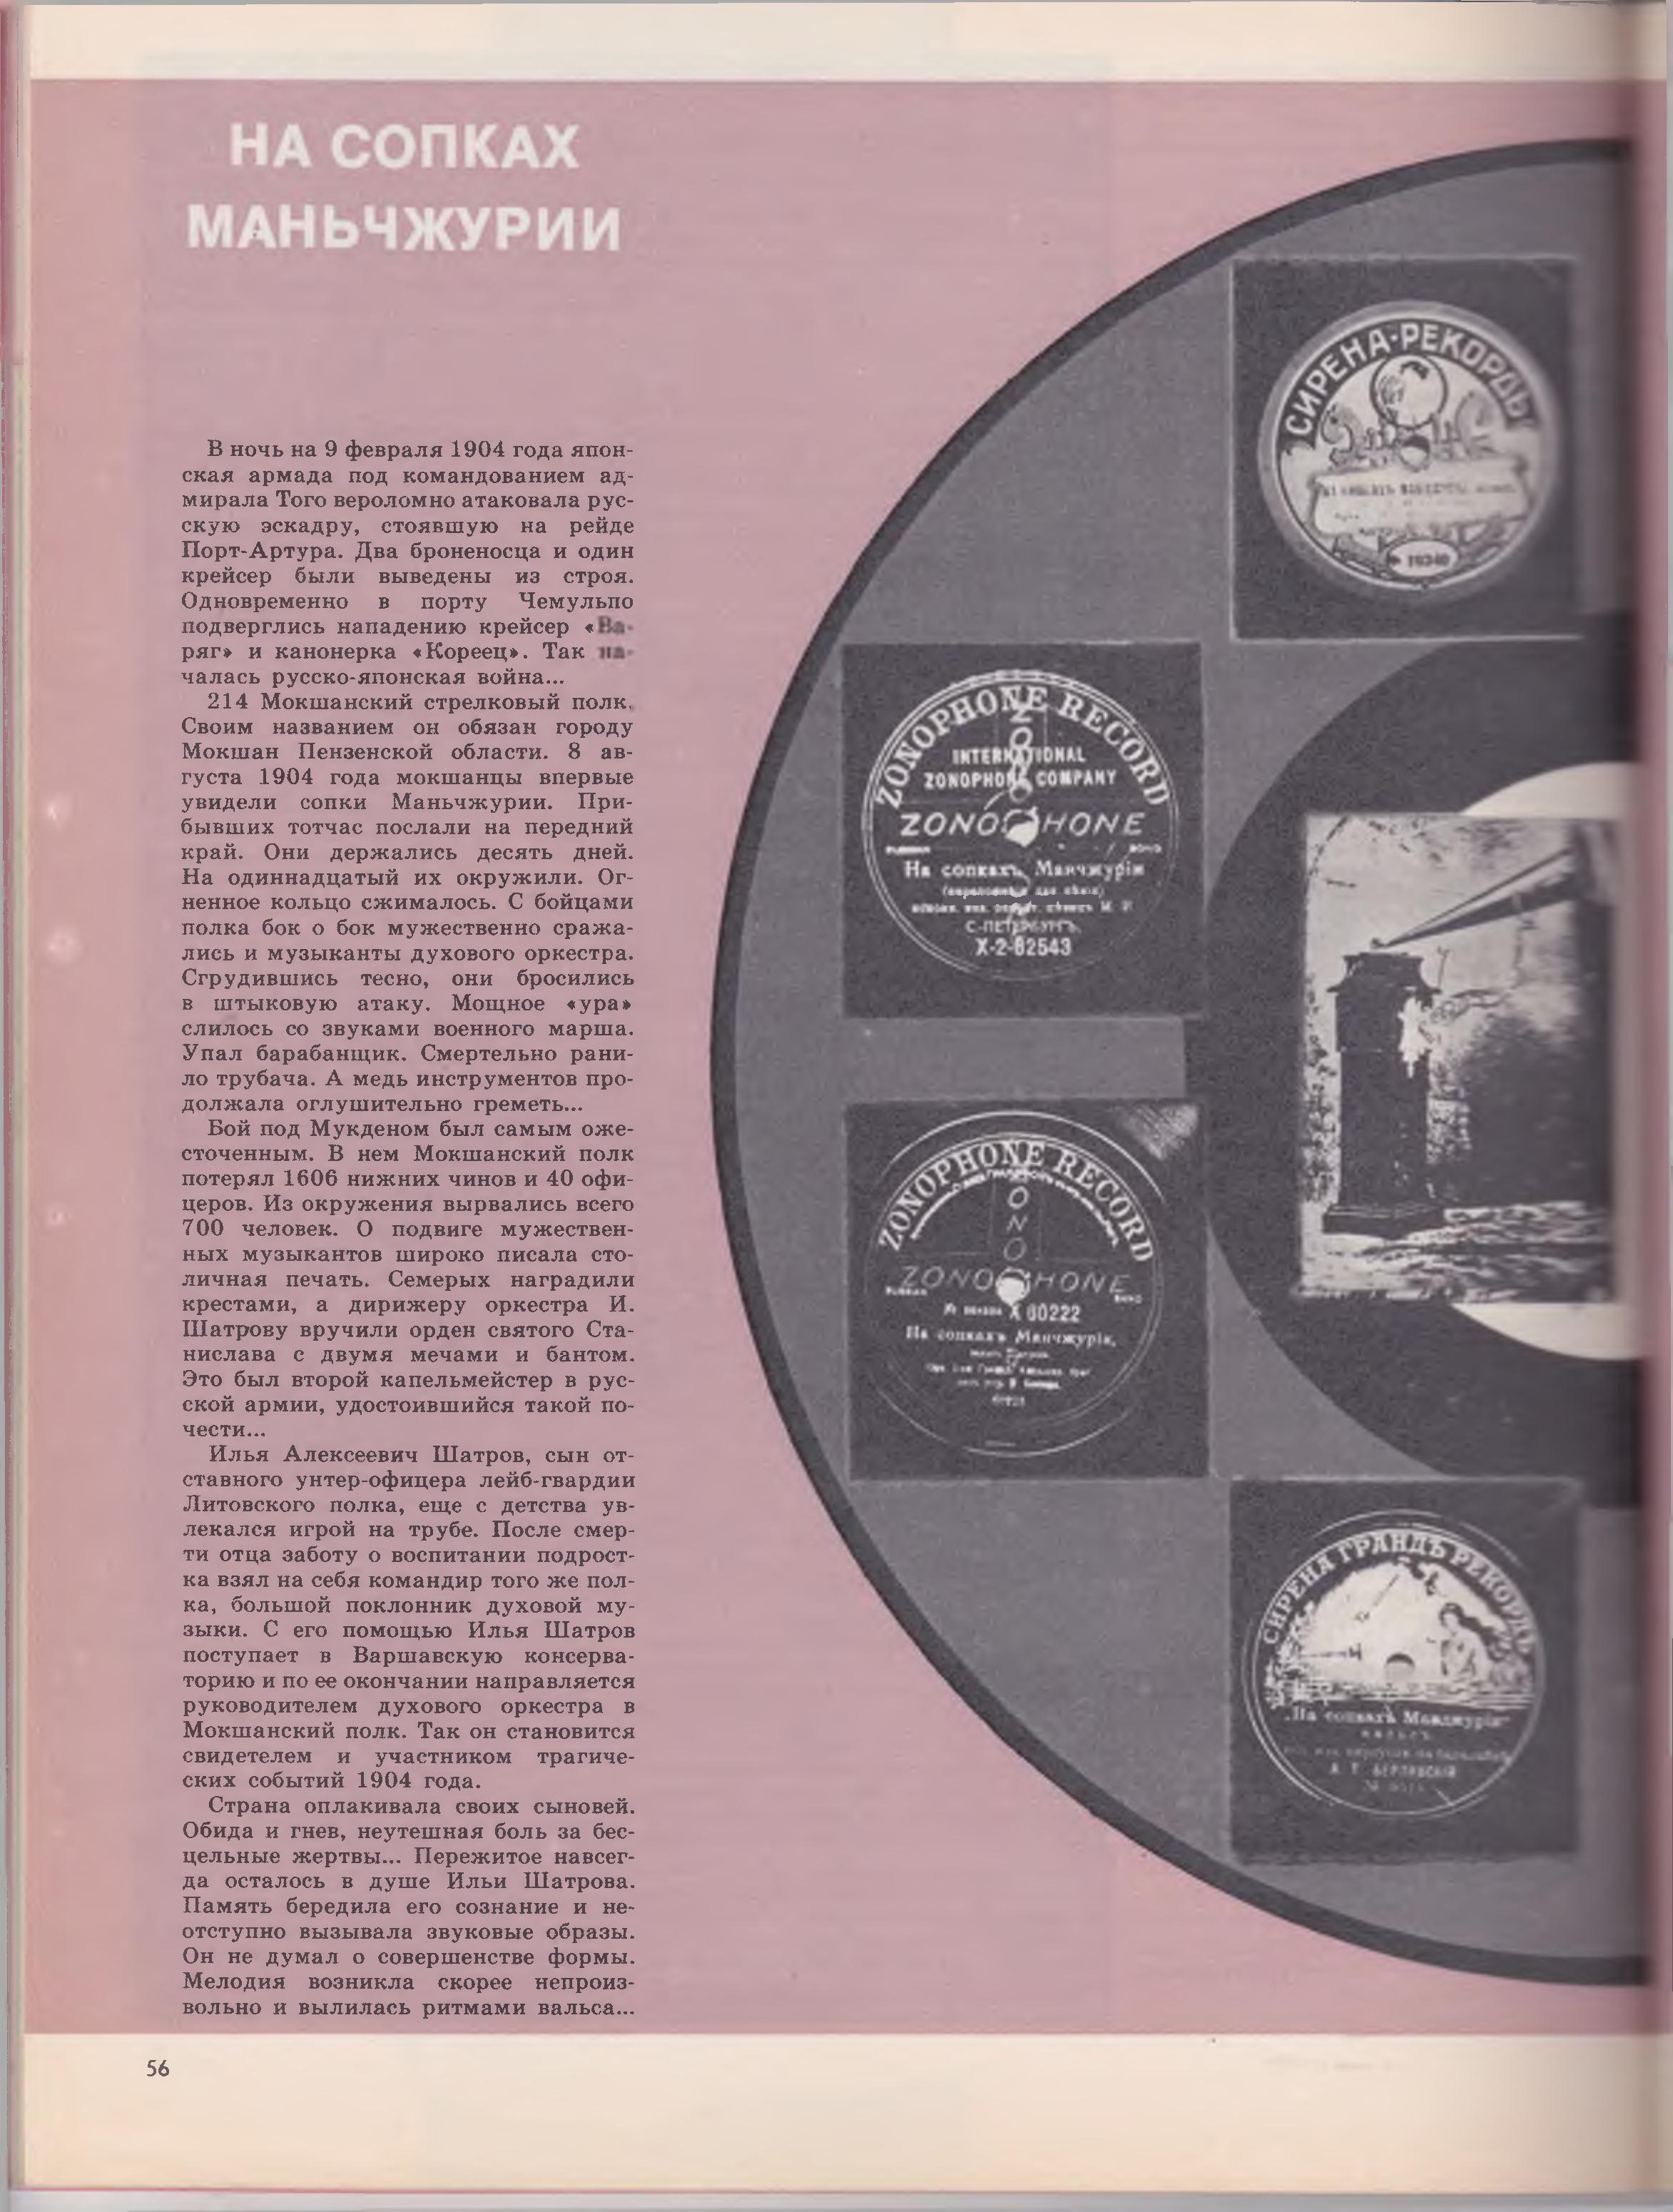 НА СОПКАХ
МАНЬЧЖУРИИ
В ночь на 9 февраля 1904 года япон-
ская армада под командованием ад-
мирала Того вероломно атаковала рус-
скую эскадру, стоявшую на рейде
Порт-Артура. Два броненосца и один
крейсер были выведены из строя.
Одновременно в порту Чемульпо
подверглись нападению крейсер «Ва-
ряг» и канонерка «Кореец». Так на-
чалась русско-японская война...
214 Мокшанский стрелковый полк.
Своим названием он обязан городу
Мокшан Пензенской области. 8 ав-
густа 1904 года мокшанцы впервые
увидели сопки Маньчжурии. При-
бывших тотчас послали на передний
край. Они держались десять дней.
На одиннадцатый их окружили. Ог-
ненное кольцо сжималось. С бойцами
полка бок о бок мужественно сража-
лись и музыканты духового оркестра.
Сгрудившись тесно, они бросились
в штыковую атаку. Мощное «ура»
слилось со звуками военного марша.
Упал барабанщик. Смертельно рани-
ло трубача. А медь инструментов про-
должала оглушительно греметь...
Бой под Мукденом был самым оже-
сточенным. В нем Мокшанский полк
потерял 1606 нижних чинов и 40 офи-
церов. Из окружения вырвались всего
700 человек. О подвиге мужествен-
ных музыкантов широко писала сто-
личная печать. Семерых наградили
крестами, а дирижеру оркестра И.
Шатрову вручили орден святого Ста-
нислава с двумя мечами и бантом.
Это был второй капельмейстер в рус-
ской армии, удостоившийся такой по-
чести...
Илья Алексеевич Шатров, сын от-
ставного унтер-офицера лейб-гвардии
Литовского полка, еще с детства ув-
лекался игрой на трубе. После смер-
ти отца заботу о воспитании подрост-
ка взял на себя командир того же пол-
ка, большой поклонник духовой му-
зыки. С его помощью Илья Шатров
поступает в Варшавскую консерва-
торию и по ее окончании направляется
руководителем духового оркестра в
Мокшанский полк. Так он становится
свидетелем и участником трагиче-
ских событий 1904 года.
Страна оплакивала своих сыновей.
Обида и гнев, неутешная боль за бес-
цельные жертвы... Пережитое навсег-
да осталось в душе Ильи Шатрова.
Память бередила его сознание и не-
отступно вызывала звуковые образы.
Он не думал о совершенстве формы.
Мелодия возникла скорее непроиз-
вольно и вылилась ритмами вальса...
СИРЕНА-РЕКОРДЪ
ZONOPHONE RECORD
INTERNATIONAL
ZONOPHONE COMPANY
ZONOPHONE
На сопкахъ Манчжурiи
С-ПЕТЕРБУРГЪ.
X-2-62543
ZONOPHONE RECORD
ZONOPHONE
X 60222
На сопкахъ Манчжурiи,
СИРЕНА ГРАНДЪ РЕКОРДЪ
„На сопкахъ Манджурiи"
вальсъ
56